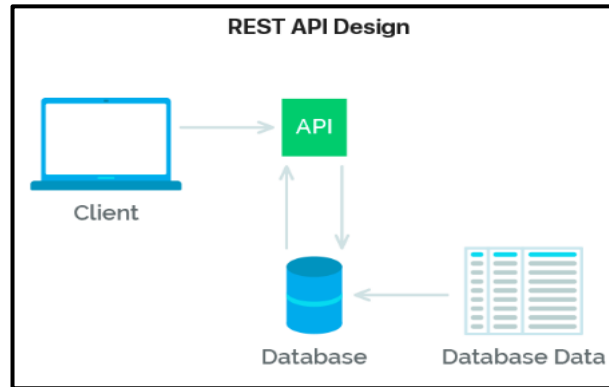 REST API Design
API
Client
Database
Database Data